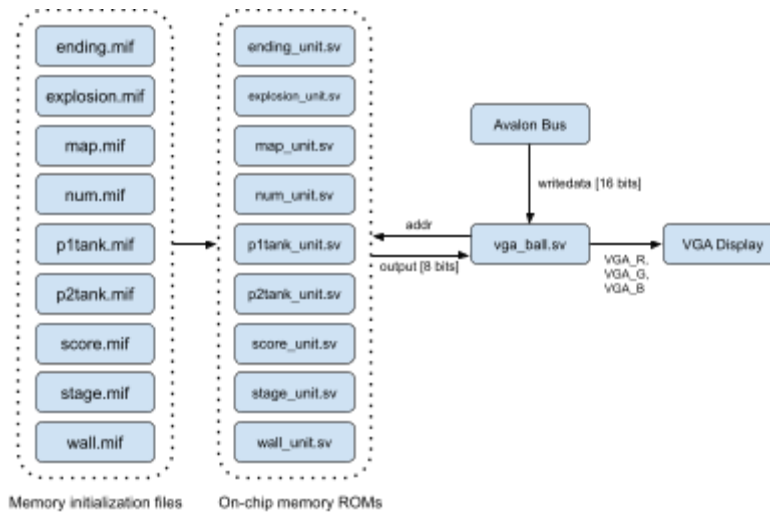 ending.mif
explosion.mif
map.mif
num.mif
p1tank.mif
p2tank.mif
score.mif
stage.mif
wall.mif
Memory initialization files
ending_unit.sv
explosion_unit.sv
map_unit.sv
num_unit.sv
p1tank_unit.sv
p2tank_unit.sv
score_unit.sv
stage_unit.sv
wall_unit.sv
On-chip memory ROMs
Avalon Bus
writedata [16 bits]
addr
output [8 bits]
vga_ball.sv
VGA_R,
VGA_G,
VGA_B
VGA Display